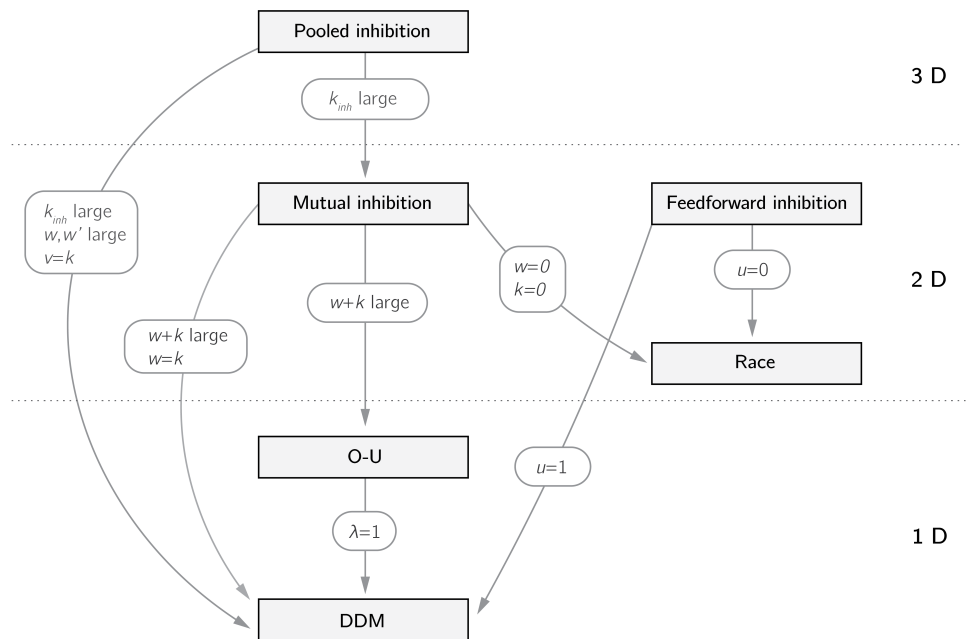 Pooled inhibition
3 D
k_inh large
Mutual inhibition
Feedforward inhibition
k_inh large
w,w' large
v=k
w=0
k=0
u=0
2 D
w+k large
w+k large
w=k
Race
O-U
u=1
λ=1
1 D
DDM